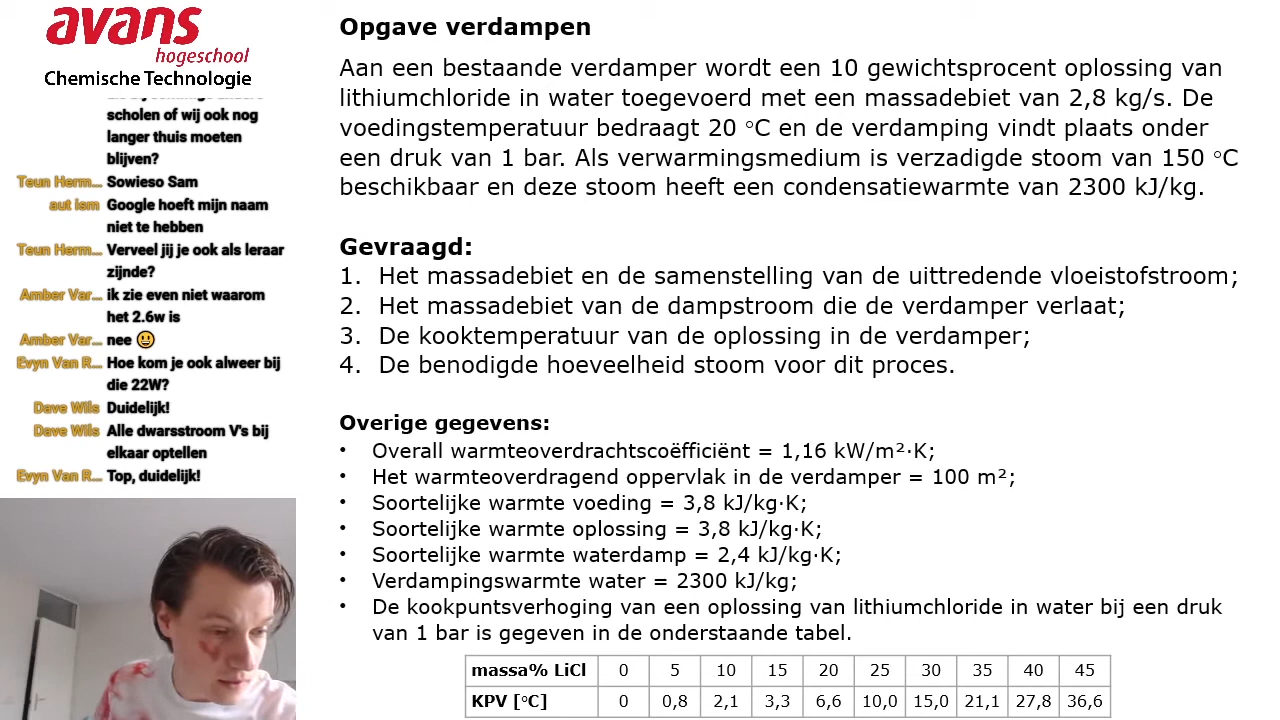 avans
hogeschool
Chemische Technologie
scholen of wij ook nog
langer thuis moeten
blijven?
Teun Herm... Sowieso Sam
aut ism Google hoeft mijn naam
niet te hebben
Teun Herm... Verveel jij je ook als leraar
zijnde?
Amber Var... ik zie even niet waarom
het 2.6w is
Amber Var... nee 😃
Evyn Van R... Hoe kom je ook alweer bij
die 22W?
Dave Wils Duidelijk!
Dave Wils Alle dwarsstroom V's bij
elkaar optellen
Evyn Van R... Top, duidelijk!
Opgave verdampen
Aan een bestaande verdamper wordt een 10 gewichtsprocent oplossing van
lithiumchloride in water toegevoerd met een massadebiet van 2,8 kg/s. De
voedingstemperatuur bedraagt 20 °C en de verdamping vindt plaats onder
een druk van 1 bar. Als verwarmingsmedium is verzadigde stoom van 150 °C
beschikbaar en deze stoom heeft een condensatiewarmte van 2300 kJ/kg.
Gevraagd:
1. Het massadebiet en de samenstelling van de uittredende vloeistofstroom;
2. Het massadebiet van de dampstroom die de verdamper verlaat;
3. De kooktemperatuur van de oplossing in de verdamper;
4. De benodigde hoeveelheid stoom voor dit proces.
Overige gegevens:
• Overall warmteoverdrachtscoëfficiënt = 1,16 kW/m²·K;
• Het warmteoverdragend oppervlak in de verdamper = 100 m²;
• Soortelijke warmte voeding = 3,8 kJ/kg·K;
• Soortelijke warmte oplossing = 3,8 kJ/kg·K;
• Soortelijke warmte waterdamp = 2,4 kJ/kg·K;
• Verdampingswarmte water = 2300 kJ/kg;
• De kookpuntsverhoging van een oplossing van lithiumchloride in water bij een druk
van 1 bar is gegeven in de onderstaande tabel.
massa% LiCl 0 5 10 15 20 25 30 35 40 45
KPV [°C] 0 0,8 2,1 3,3 6,6 10,0 15,0 21,1 27,8 36,6